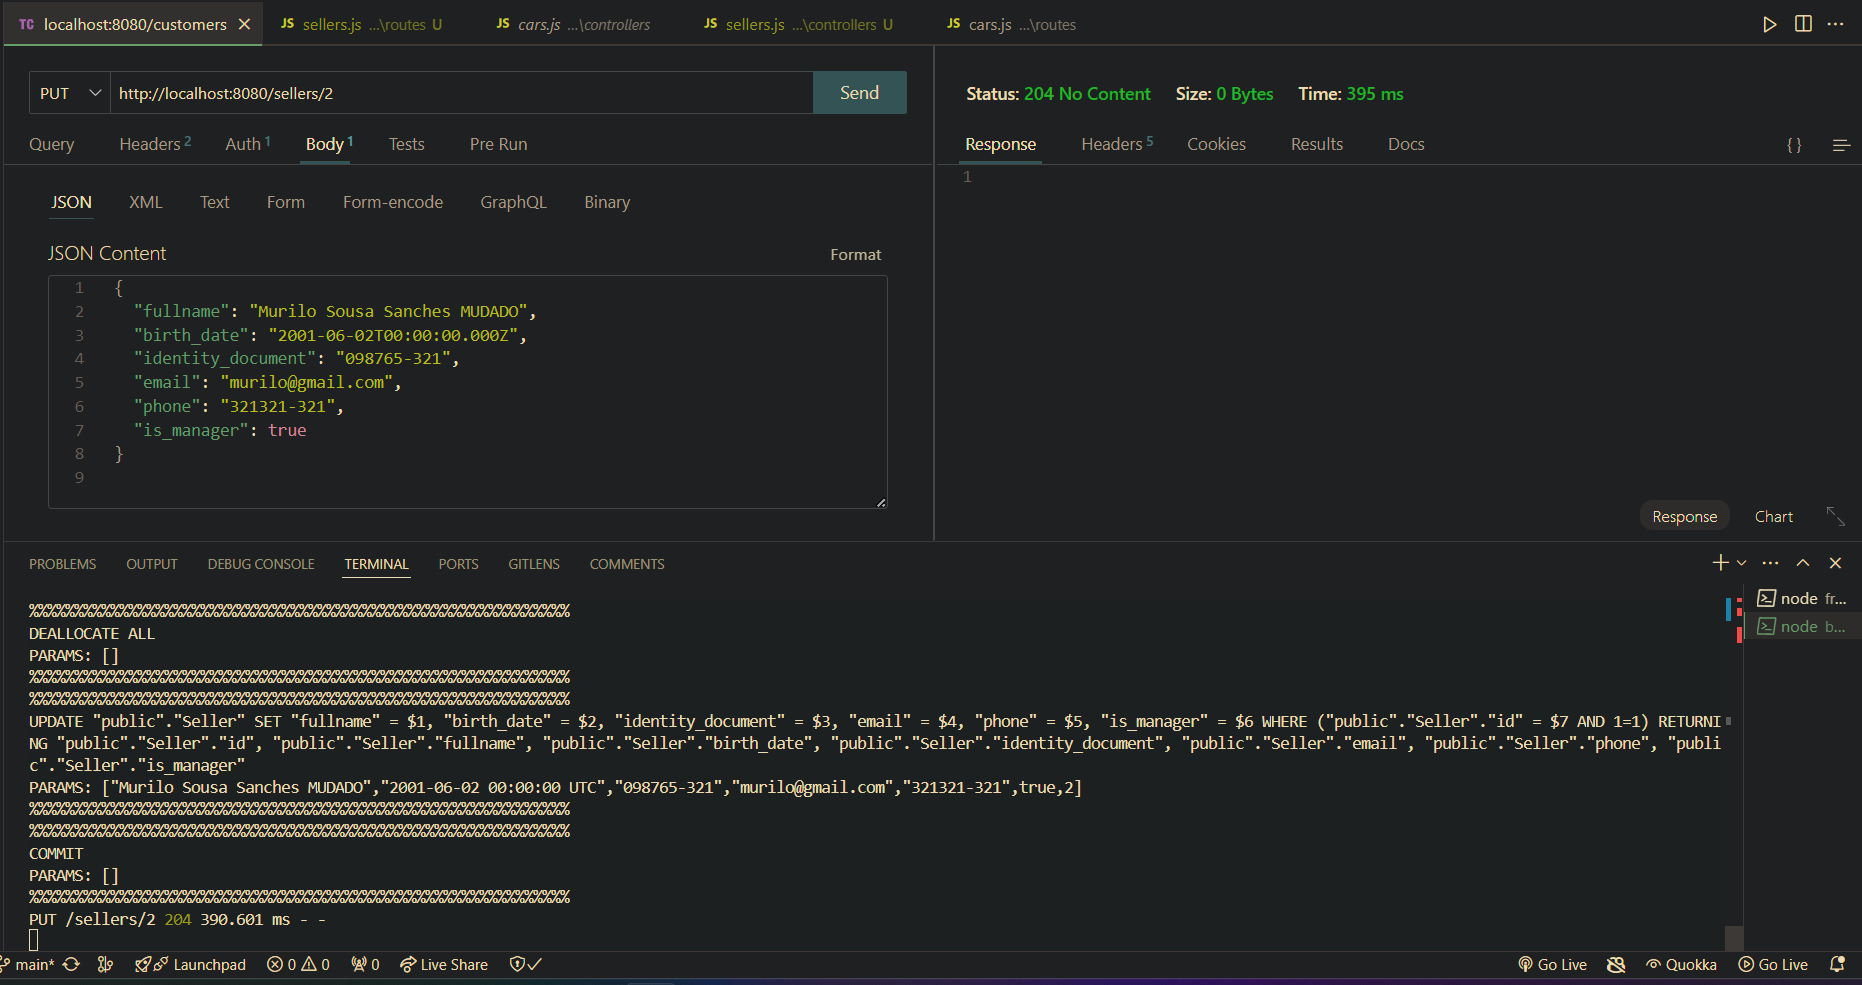 TC localhost:8080/customers
JS sellers.js ...\routes U
JS cars.js ...\controllers
JS sellers.js ...\controllers U
JS cars.js ...\routes
PUT
http://localhost:8080/sellers/2
Send
Query
Headers 2
Auth 1
Body 1
Tests
Pre Run
JSON
XML
Text
Form
Form-encode
GraphQL
Binary
JSON Content
Format
1 {
2 "fullname": "Murilo Sousa Sanches MUDADO",
3 "birth_date": "2001-06-02T00:00:00.000Z",
4 "identity_document": "098765-321",
5 "email": "murilo@gmail.com",
6 "phone": "321321-321",
7 "is_manager": true
8 }
9
Status: 204 No Content Size: 0 Bytes Time: 395 ms
Response
Headers 5
Cookies
Results
Docs
{}
1
Response
Chart
PROBLEMS
OUTPUT
DEBUG CONSOLE
TERMINAL
PORTS
GITLENS
COMMENTS
%%%%%%%%%%%%%%%%%%%%%%%%%%%%%%%%%%%%%%%%%%%%%%%%%%%%%%%%%%%%
DEALLOCATE ALL
PARAMS: []
%%%%%%%%%%%%%%%%%%%%%%%%%%%%%%%%%%%%%%%%%%%%%%%%%%%%%%%%%%%%
%%%%%%%%%%%%%%%%%%%%%%%%%%%%%%%%%%%%%%%%%%%%%%%%%%%%%%%%%%%%
UPDATE "public"."Seller" SET "fullname" = $1, "birth_date" = $2, "identity_document" = $3, "email" = $4, "phone" = $5, "is_manager" = $6 WHERE ("public"."Seller"."id" = $7 AND 1=1) RETURNI
NG "public"."Seller"."id", "public"."Seller"."fullname", "public"."Seller"."birth_date", "public"."Seller"."identity_document", "public"."Seller"."email", "public"."Seller"."phone", "publi
c"."Seller"."is_manager"
PARAMS: ["Murilo Sousa Sanches MUDADO","2001-06-02 00:00:00 UTC","098765-321","murilo@gmail.com","321321-321",true,2]
%%%%%%%%%%%%%%%%%%%%%%%%%%%%%%%%%%%%%%%%%%%%%%%%%%%%%%%%%%%%
%%%%%%%%%%%%%%%%%%%%%%%%%%%%%%%%%%%%%%%%%%%%%%%%%%%%%%%%%%%%
COMMIT
PARAMS: []
%%%%%%%%%%%%%%%%%%%%%%%%%%%%%%%%%%%%%%%%%%%%%%%%%%%%%%%%%%%%
PUT /sellers/2 204 390.601 ms - -
node fr...
node b...
main*
Launchpad
0
0
0
Live Share
Go Live
Quokka
Go Live